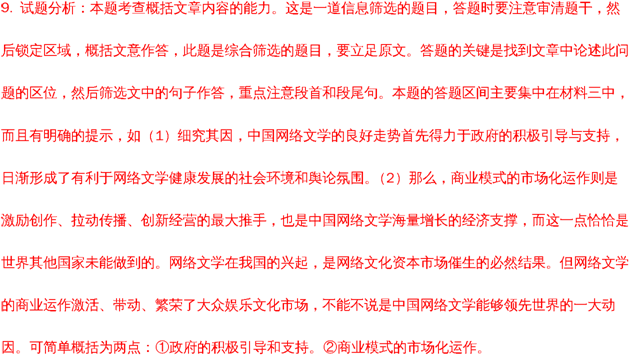 9. 试题分析：本题考查概括文章内容的能力。这是一道信息筛选的题目，答题时要注意审清题干，然
后锁定区域，概括文意作答，此题是综合筛选的题目，要立足原文。答题的关键是找到文章中论述此问
题的区位，然后筛选文中的句子作答，重点注意段首和段尾句。本题的答题区间主要集中在材料三中，
而且有明确的提示，如（1）细究其因，中国网络文学的良好走势首先得力于政府的积极引导与支持，
日渐形成了有利于网络文学健康发展的社会环境和舆论氛围。（2）那么，商业模式的市场化运作则是
激励创作、拉动传播、创新经营的最大推手，也是中国网络文学海量增长的经济支撑，而这一点恰恰是
世界其他国家未能做到的。网络文学在我国的兴起，是网络文化资本市场催生的必然结果。但网络文学
的商业运作激活、带动、繁荣了大众娱乐文化市场，不能不说是中国网络文学能够领先世界的一大动
因。可简单概括为两点：①政府的积极引导和支持。②商业模式的市场化运作。